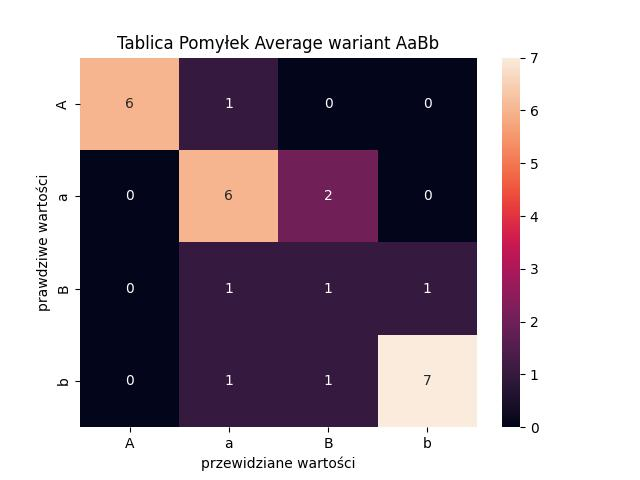 Tablica Pomyłek Average wariant AaBb
prawdziwe wartości
A
6 1 0 0
a
0 6 2 0
B
0 1 1 1
b
0 1 1 7
A a B b
przewidziane wartości
7
6
5
4
3
2
1
0